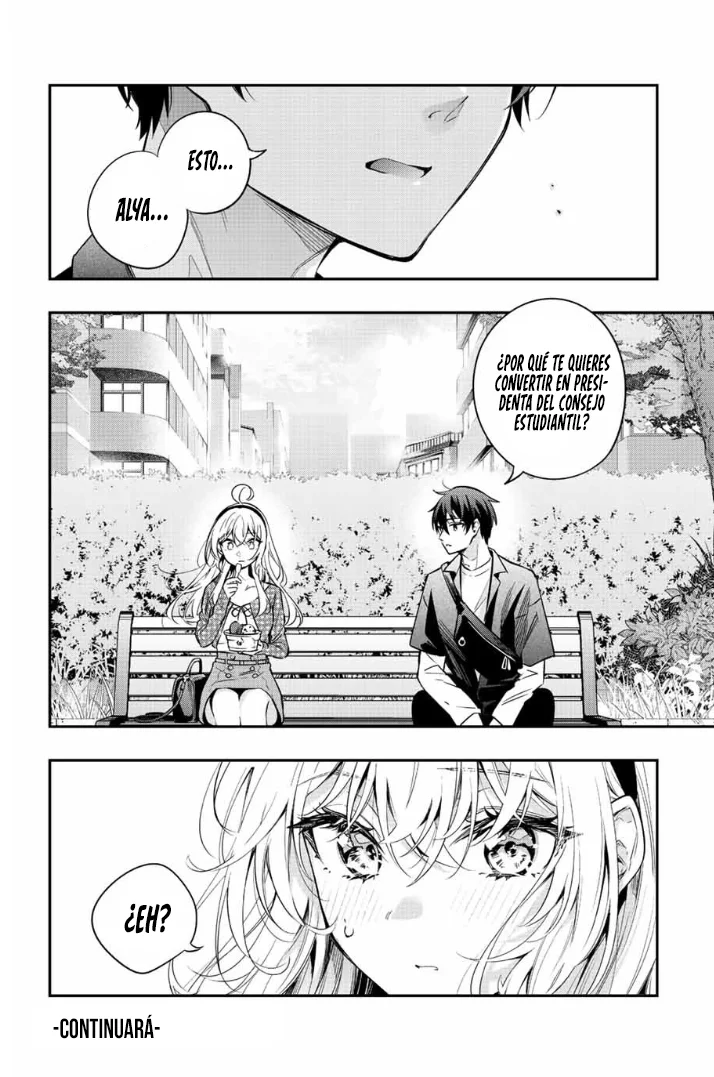 ESTO...
ALYA...
¿POR QUÉ TE QUIERES
CONVERTIR EN PRESI-
DENTA DEL CONSEJO
ESTUDIANTIL?
¿EH?
-CONTINUARÁ-